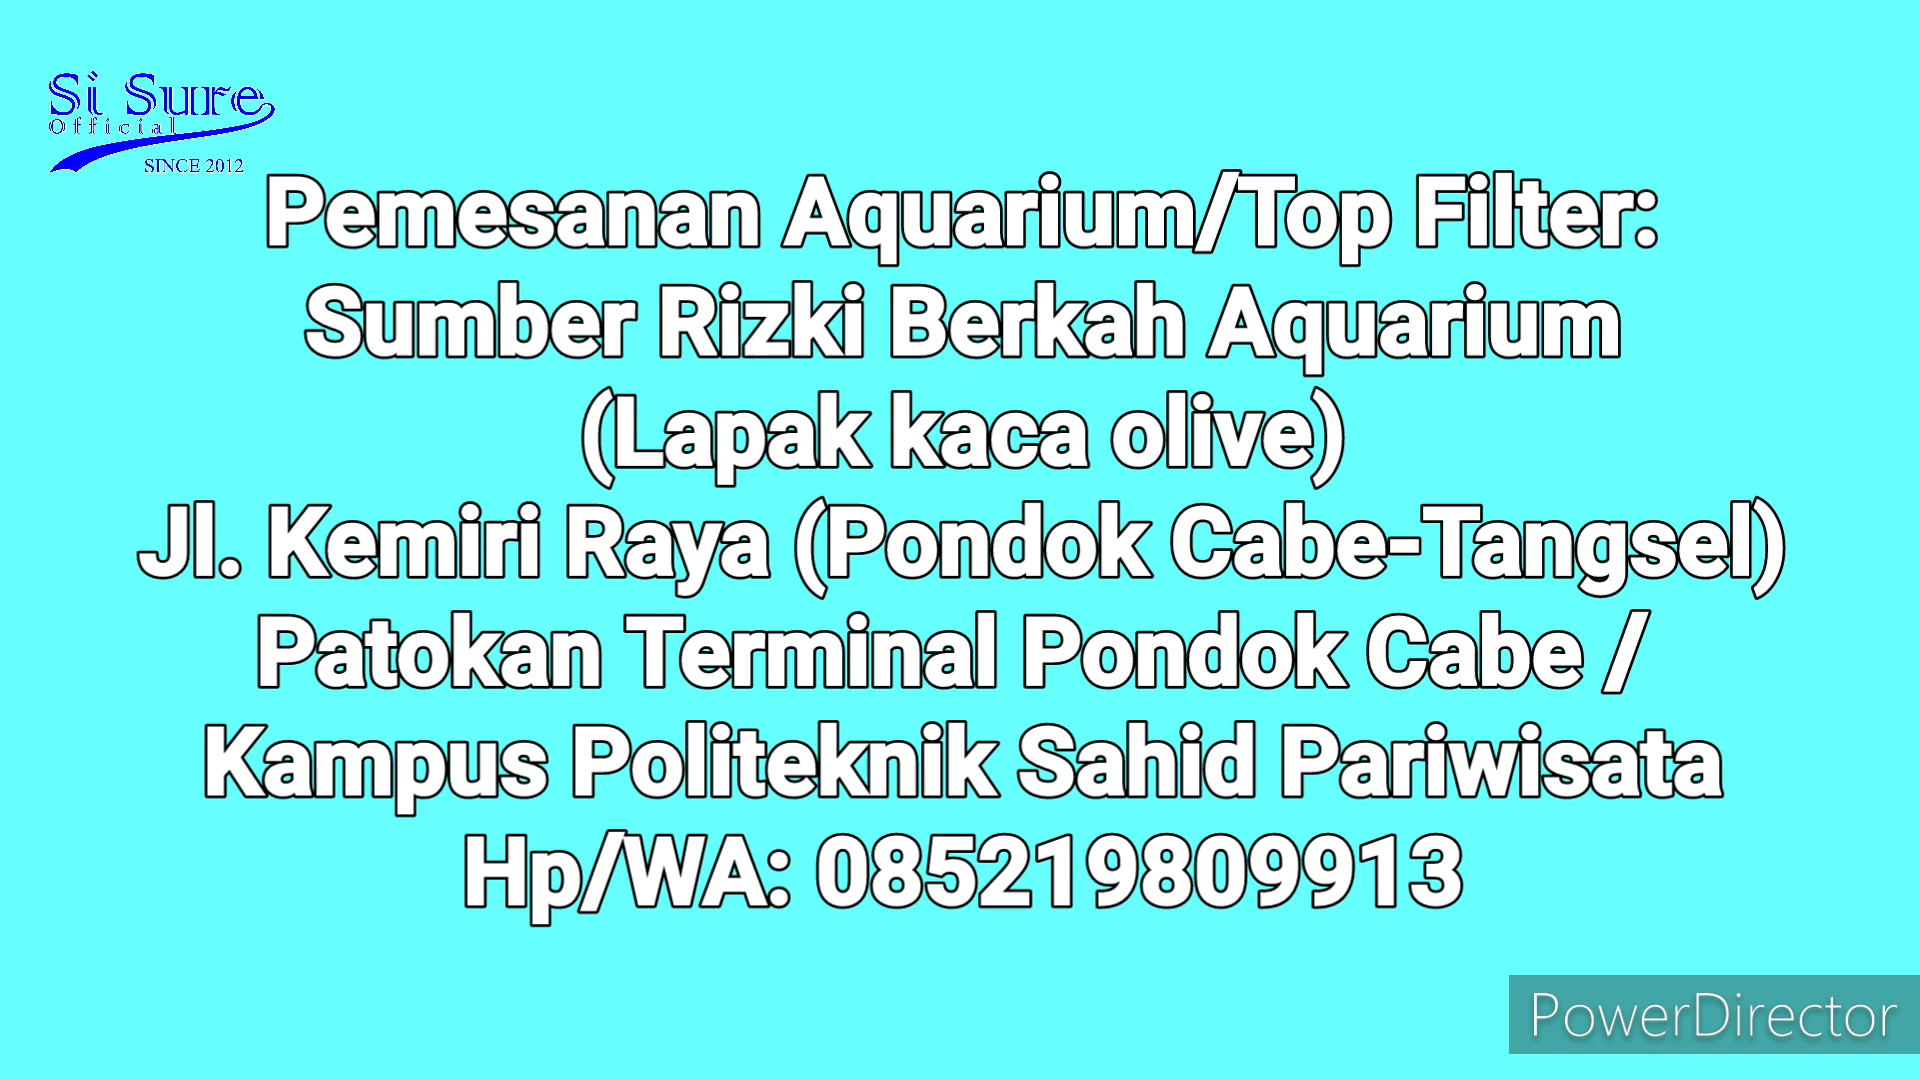 Si Sure
Official
SINCE 2012
Pemesanan Aquarium/Top Filter:
Sumber Rizki Berkah Aquarium
(Lapak kaca olive)
Jl. Kemiri Raya (Pondok Cabe-Tangsel)
Patokan Terminal Pondok Cabe /
Kampus Politeknik Sahid Pariwisata
Hp/WA: 085219809913
PowerDirector